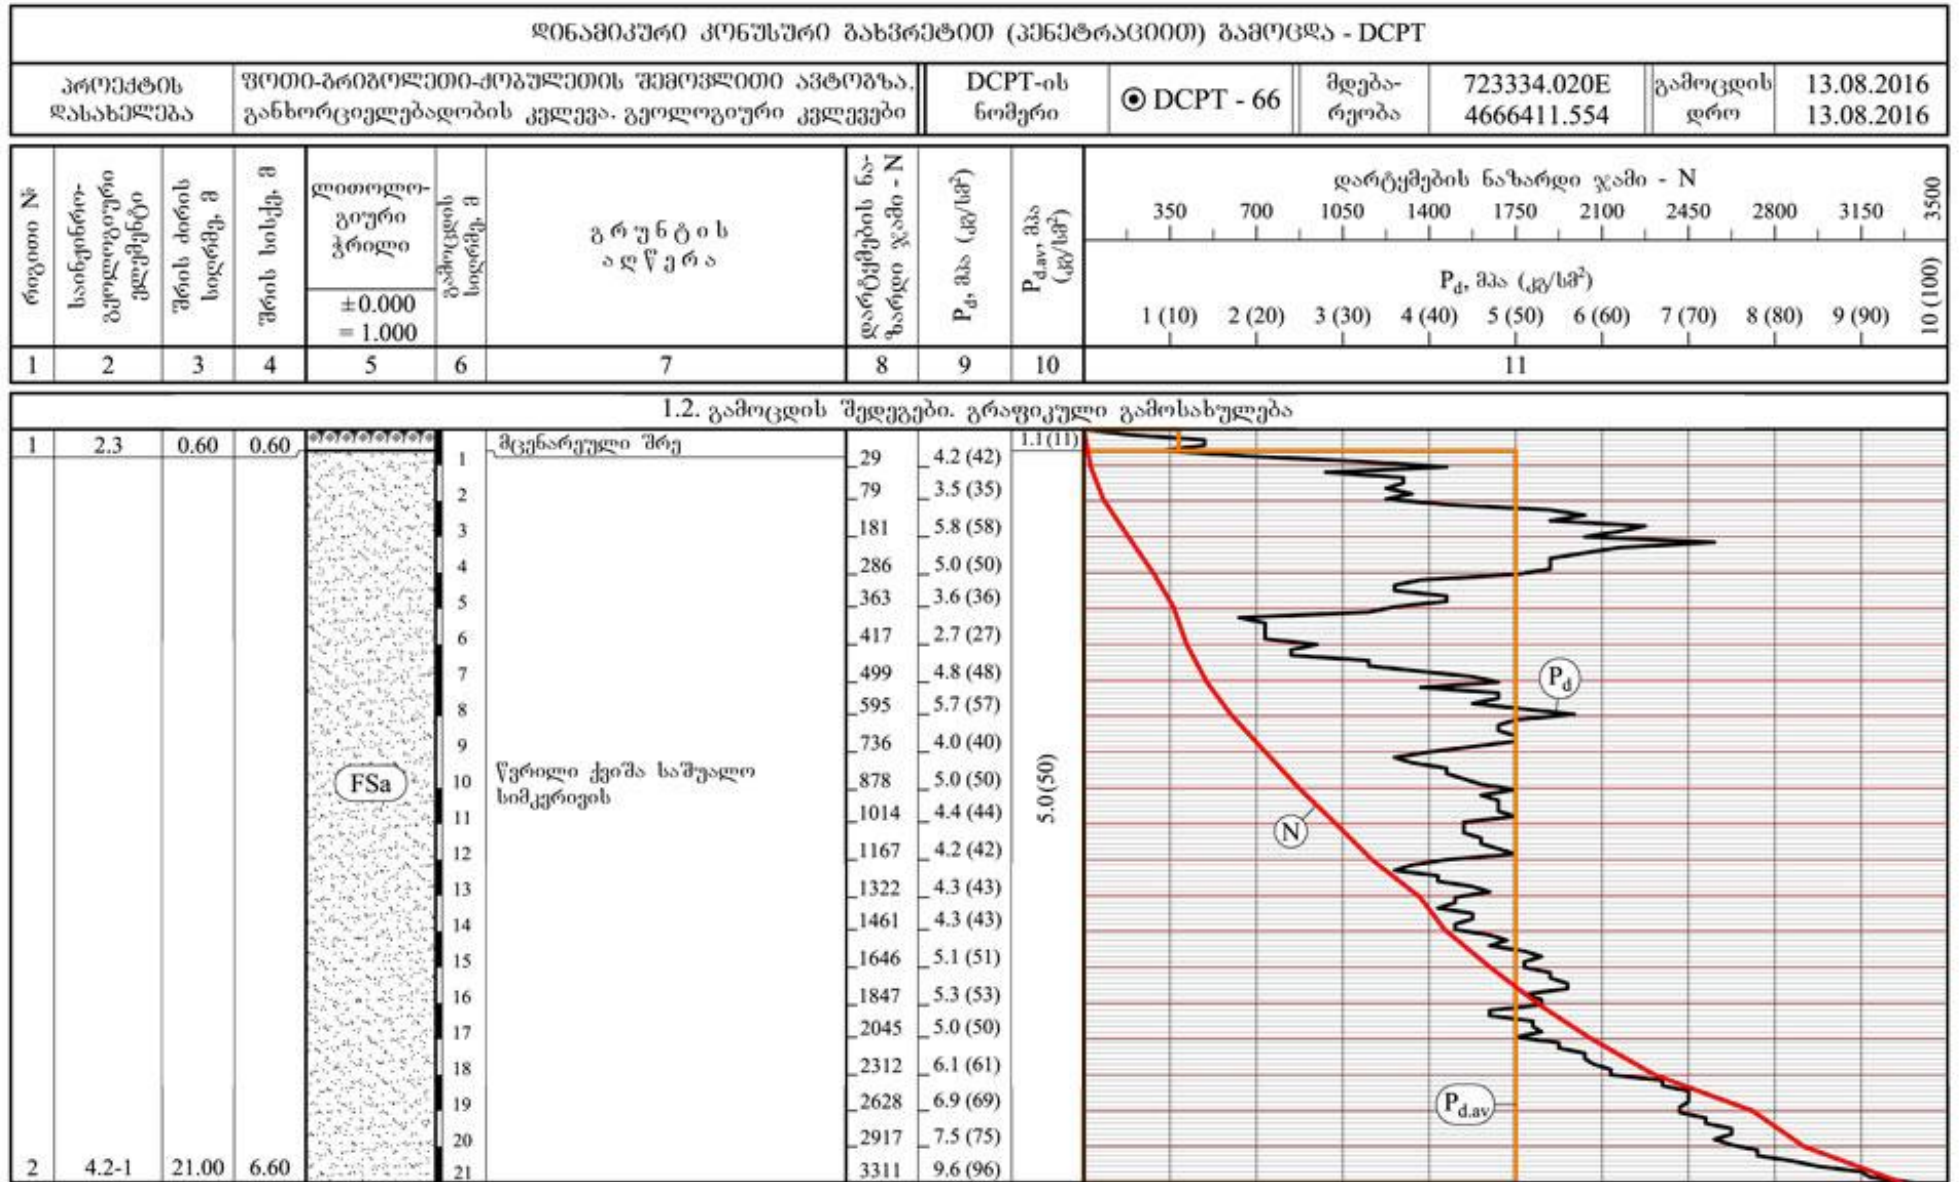 ᲓᲘᲜᲐᲛᲘᲙᲣᲠᲘ ᲙᲝᲜᲣᲡᲣᲠᲘ ᲒᲐᲮᲕᲠᲔᲢᲘᲗ (ᲞᲔᲜᲔᲢᲠᲐᲪᲘᲘᲗ) ᲒᲐᲛᲝᲪᲓᲐ - DCPT
ᲞᲠᲝᲔᲥᲢᲘᲡ
ᲓᲐᲡᲐᲮᲔᲚᲔᲑᲐ
ᲤᲝᲗᲘ-ᲒᲠᲘᲒᲝᲚᲔᲗᲘ-ᲥᲝᲑᲣᲚᲔᲗᲘᲡ ᲨᲔᲛᲝᲕᲚᲘᲗᲘ ᲐᲕᲢᲝᲒᲖᲐ.
განხორციელებადობის კვლევა. გეოლოგიური კვლევები
DCPT-ის
ნომერი
DCPT - 66
მდება-
რეობა
723334.020E
4666411.554
გამოცდის
დრო
13.08.2016
13.08.2016
რიგითი №
საინჟინრო-
გეოლოგიური
ელემენტი
შრის ძირის
სიღრმე, მ
შრის სისქე, მ
ლითოლო-
გიური
ჭრილი
±0.000
= 1.000
გამოცდის
სიღრმე, მ
გრუნტის
აღწერა
დარტყმების ნა-
ზარდი ჯამი - N
Pd, მპა (კგ/სმ²)
Pd.av, მპა
(კგ/სმ²)
დარტყმების ნაზარდი ჯამი - N
350 700 1050 1400 1750 2100 2450 2800 3150 3500
Pd, მპა (კგ/სმ²)
1 (10) 2 (20) 3 (30) 4 (40) 5 (50) 6 (60) 7 (70) 8 (80) 9 (90) 10 (100)
1 2 3 4 5 6 7 8 9 10 11
1.2. გამოცდის შედეგები. გრაფიკული გამოსახულება
1 2.3 0.60 0.60 მცენარეული შრე 1.1 (11)
1 29 4.2 (42)
2 79 3.5 (35)
3 181 5.8 (58)
4 286 5.0 (50)
5 363 3.6 (36)
6 417 2.7 (27)
7 499 4.8 (48)
Pd
8 595 5.7 (57)
9 736 4.0 (40)
FSa
წვრილი ქვიშა საშუალო
სიმკვრივის
10 878 5.0 (50)
5.0 (50)
11 1014 4.4 (44)
N
12 1167 4.2 (42)
13 1322 4.3 (43)
14 1461 4.3 (43)
15 1646 5.1 (51)
16 1847 5.3 (53)
17 2045 5.0 (50)
18 2312 6.1 (61)
19 2628 6.9 (69)
Pd.av
20 2917 7.5 (75)
2 4.2-1 21.00 6.60 21 3311 9.6 (96)